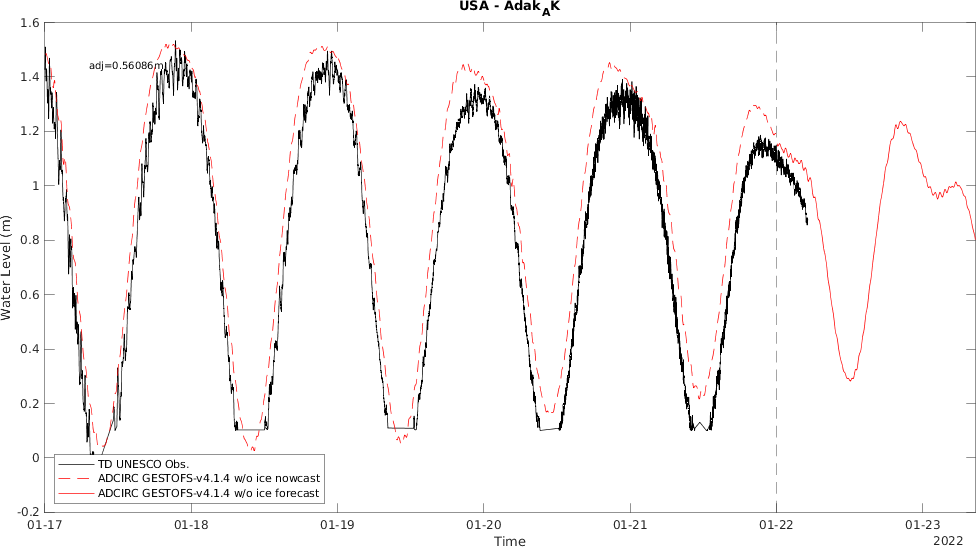 USA - Adak_AK
adj=0.56086m
1.6
1.4
1.2
1
0.8
0.6
0.4
0.2
0
-0.2
Water Level (m)
TD UNESCO Obs.
ADCIRC GESTOFS-v4.1.4 w/o ice nowcast
ADCIRC GESTOFS-v4.1.4 w/o ice forecast
01-17
01-18
01-19
01-20
01-21
01-22
01-23
Time
2022